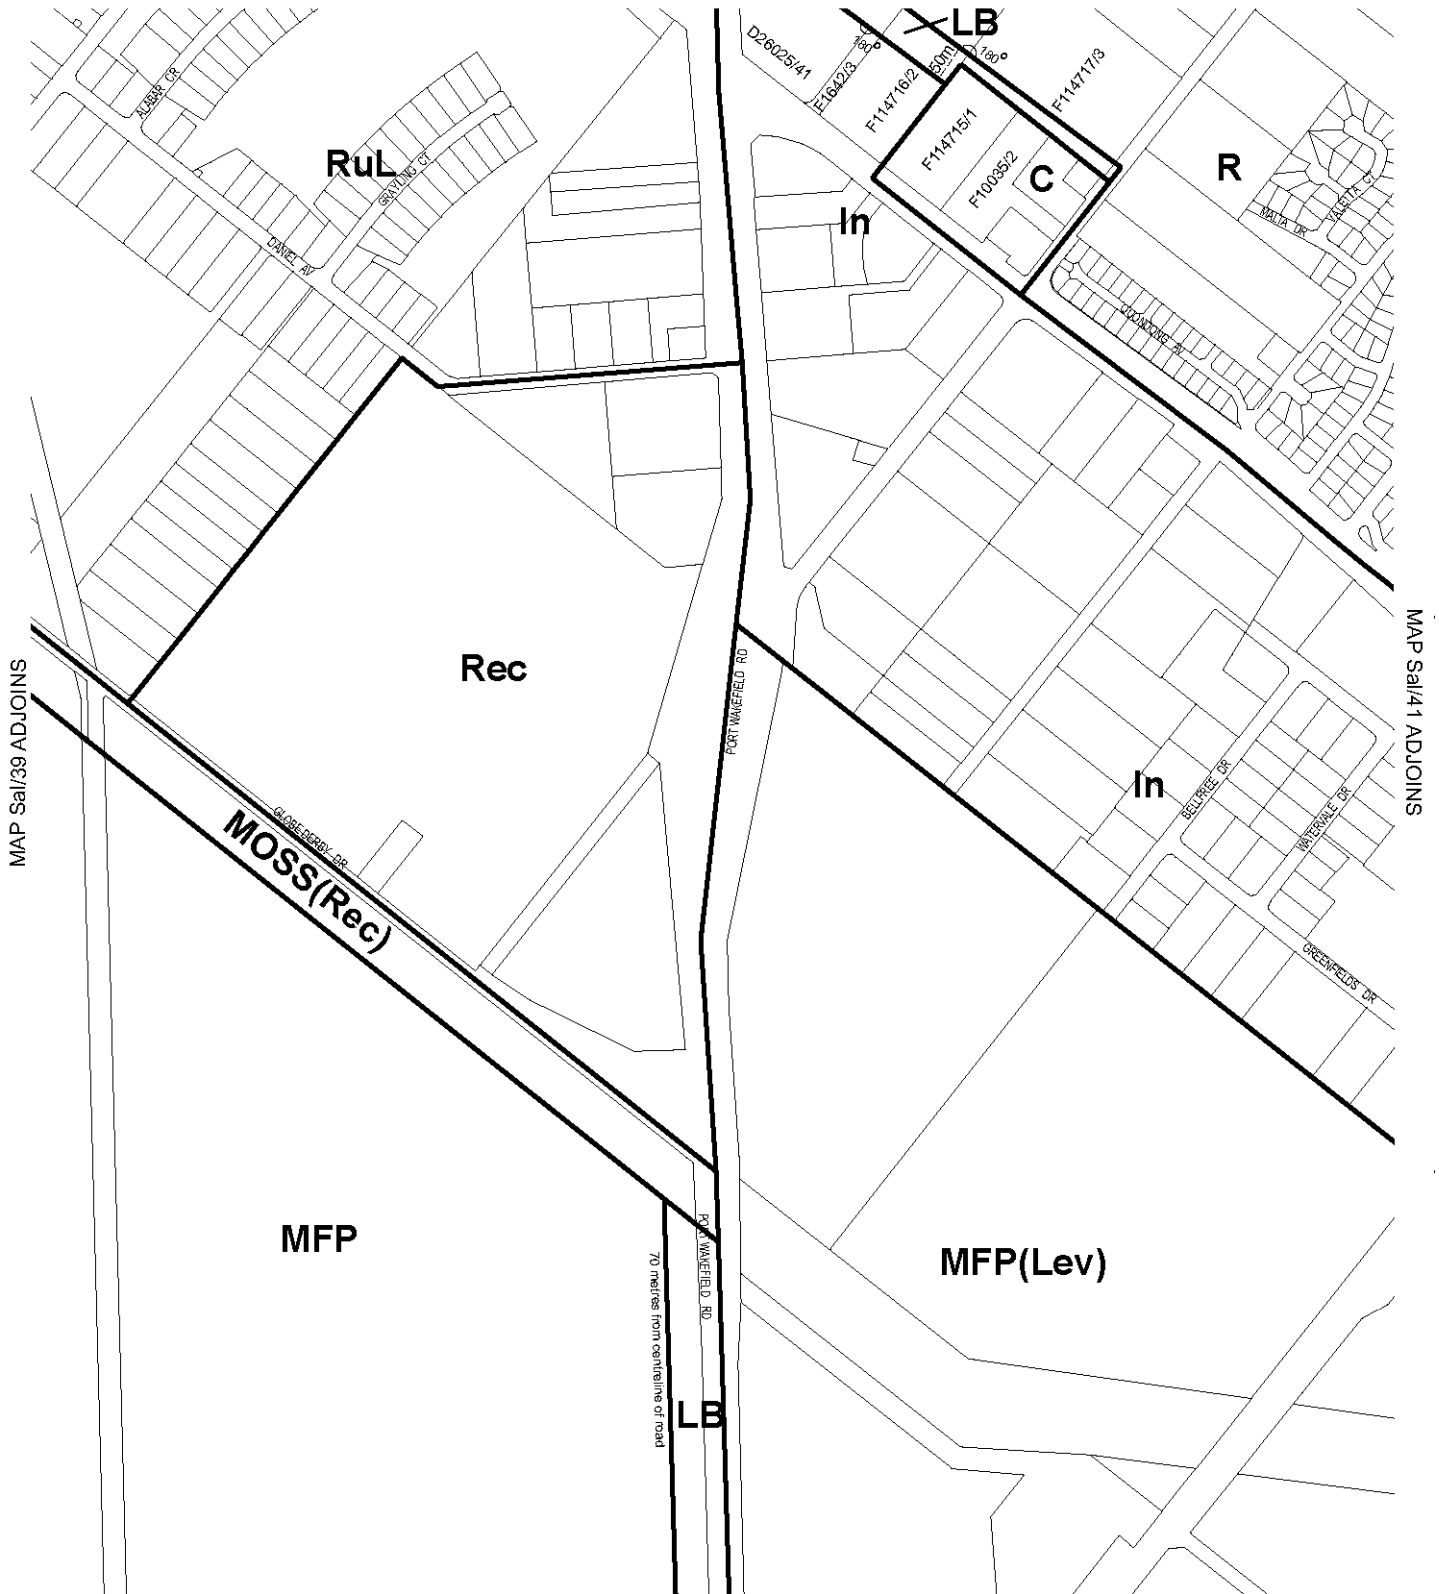 LB
D26025/41
180°
F1642/3
50m
180°
F114716/2
F114717/3
ALABAR CR
RuL
GRAYLING CT
F114715/1
F10035/2
C
R
VALETTA CT
MALTA DR
In
DANIEL AV
QUONDONG AV
MAP Sal/39 ADJOINS
MAP Sal/41 ADJOINS
Rec
PORT WAKEFIELD RD
In
BELLFREE DR
WATERVALE DR
GLOBE DERBY DR
MOSS(Rec)
GREENFIELDS DR
MFP
PORT WAKEFIELD RD
70 metres from centreline of road
MFP(Lev)
LB